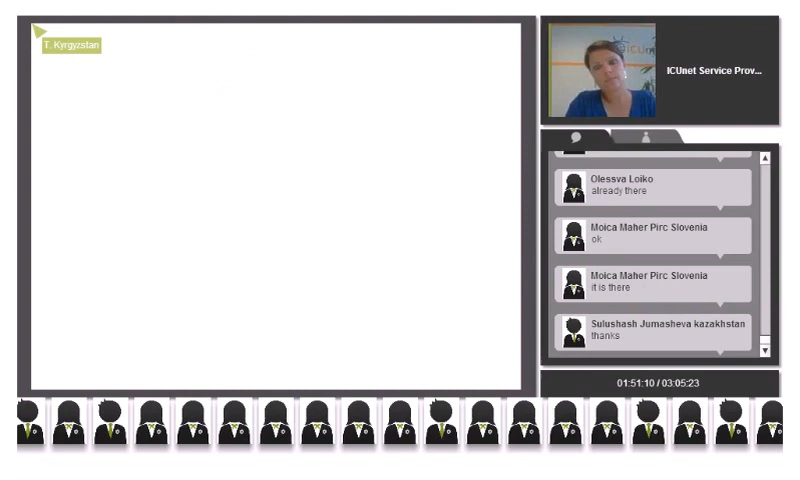 T. Kyrgyzstan
ICUnet Service Prov...
Olessva Loiko
already there
Moica Maher Pirc Slovenia
ok
Moica Maher Pirc Slovenia
it is there
Sulushash Jumasheva kazakhstan
thanks
01:51:10 / 03:05:23